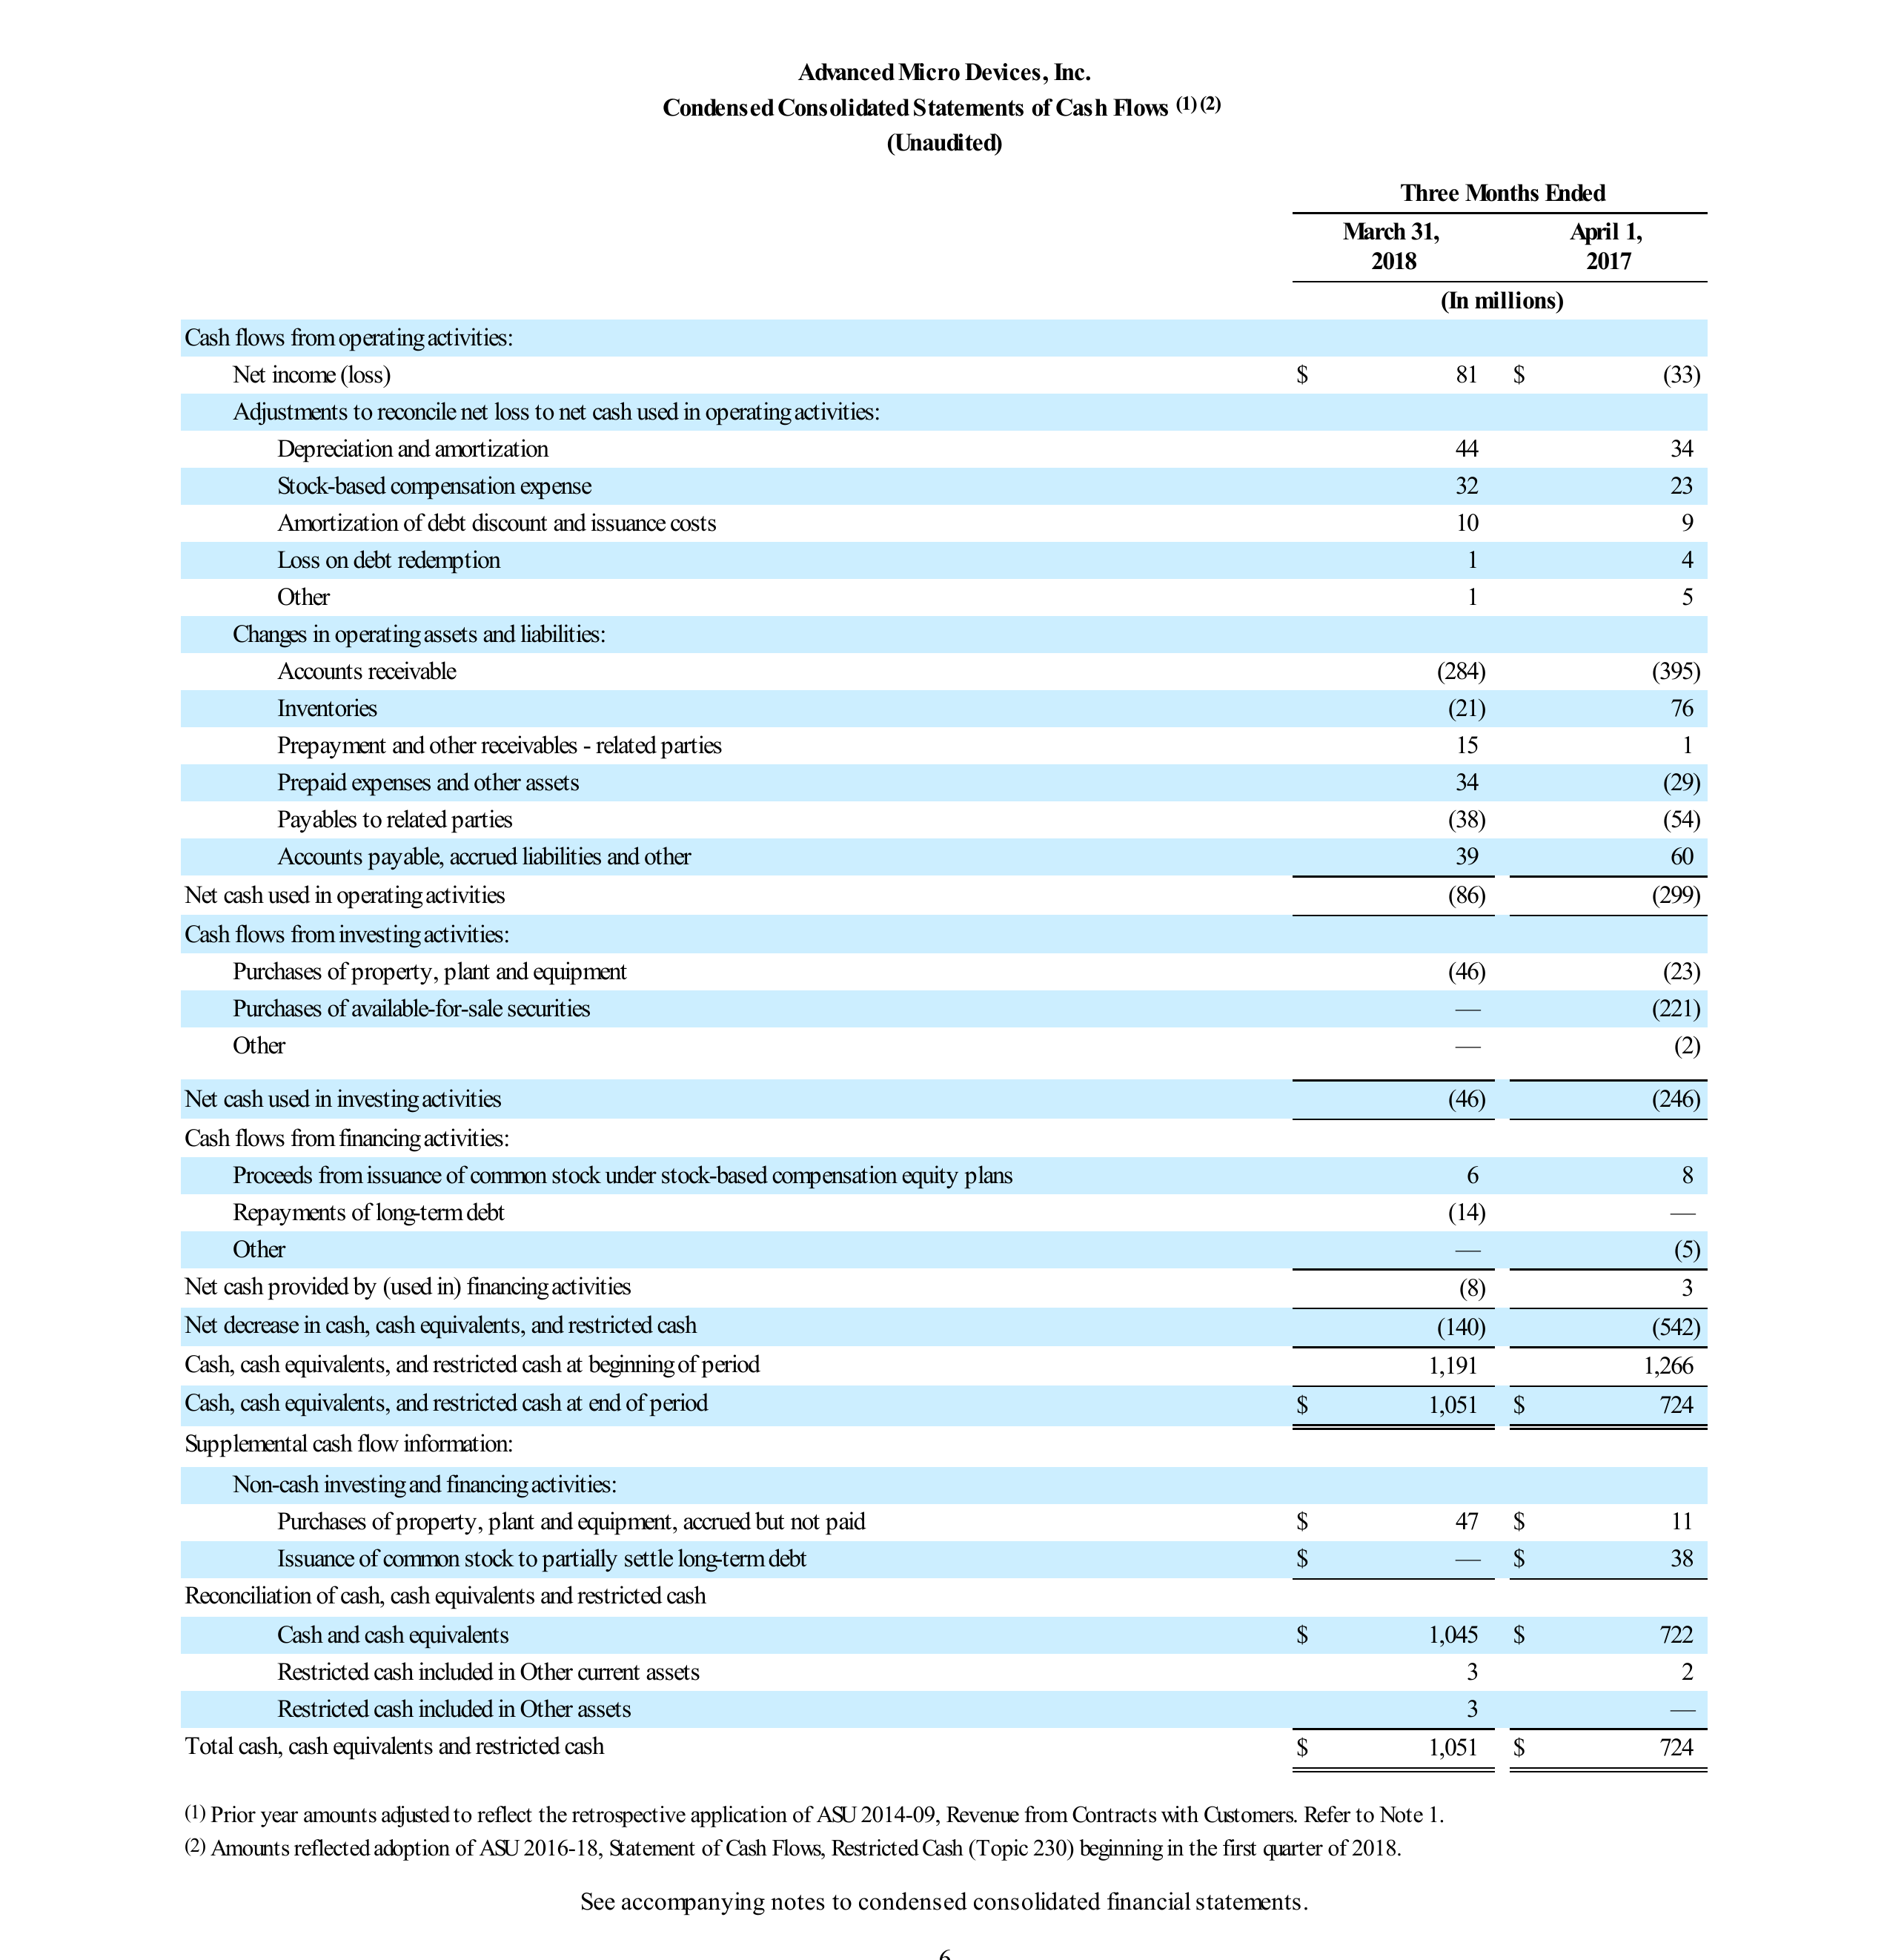 Advanced Micro Devices, Inc.
Condensed Consolidated Statements of Cash Flows (1) (2)
(Unaudited)
Three Months Ended
March 31, 2018 April 1, 2017
(In millions)
Cash flows from operating activities:
Net income (loss) $ 81 $ (33)
Adjustments to reconcile net loss to net cash used in operating activities:
Depreciation and amortization 44 34
Stock-based compensation expense 32 23
Amortization of debt discount and issuance costs 10 9
Loss on debt redemption 1 4
Other 1 5
Changes in operating assets and liabilities:
Accounts receivable (284) (395)
Inventories (21) 76
Prepayment and other receivables - related parties 15 1
Prepaid expenses and other assets 34 (29)
Payables to related parties (38) (54)
Accounts payable, accrued liabilities and other 39 60
Net cash used in operating activities (86) (299)
Cash flows from investing activities:
Purchases of property, plant and equipment (46) (23)
Purchases of available-for-sale securities — (221)
Other — (2)
Net cash used in investing activities (46) (246)
Cash flows from financing activities:
Proceeds from issuance of common stock under stock-based compensation equity plans 6 8
Repayments of long-term debt (14) —
Other — (5)
Net cash provided by (used in) financing activities (8) 3
Net decrease in cash, cash equivalents, and restricted cash (140) (542)
Cash, cash equivalents, and restricted cash at beginning of period 1,191 1,266
Cash, cash equivalents, and restricted cash at end of period $ 1,051 $ 724
Supplemental cash flow information:
Non-cash investing and financing activities:
Purchases of property, plant and equipment, accrued but not paid $ 47 $ 11
Issuance of common stock to partially settle long-term debt $ — $ 38
Reconciliation of cash, cash equivalents and restricted cash
Cash and cash equivalents $ 1,045 $ 722
Restricted cash included in Other current assets 3 2
Restricted cash included in Other assets 3 —
Total cash, cash equivalents and restricted cash $ 1,051 $ 724
(1) Prior year amounts adjusted to reflect the retrospective application of ASU 2014-09, Revenue from Contracts with Customers. Refer to Note 1.
(2) Amounts reflected adoption of ASU 2016-18, Statement of Cash Flows, Restricted Cash (Topic 230) beginning in the first quarter of 2018.
See accompanying notes to condensed consolidated financial statements.
6